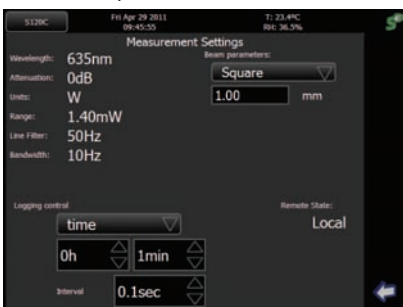 S120C
Fri Apr 29 2011
09:45:55
T: 23.4°C
RH: 36.5%
Measurement Settings
Wavelength: 635nm
Attenuation: 0dB
Units: W
Range: 1.40mW
Line Filter: 50Hz
Bandwidth: 10Hz
Beam parameters:
Square
1.00 mm
Logging control
time
0h 1min
Interval 0.1sec
Remote State:
Local